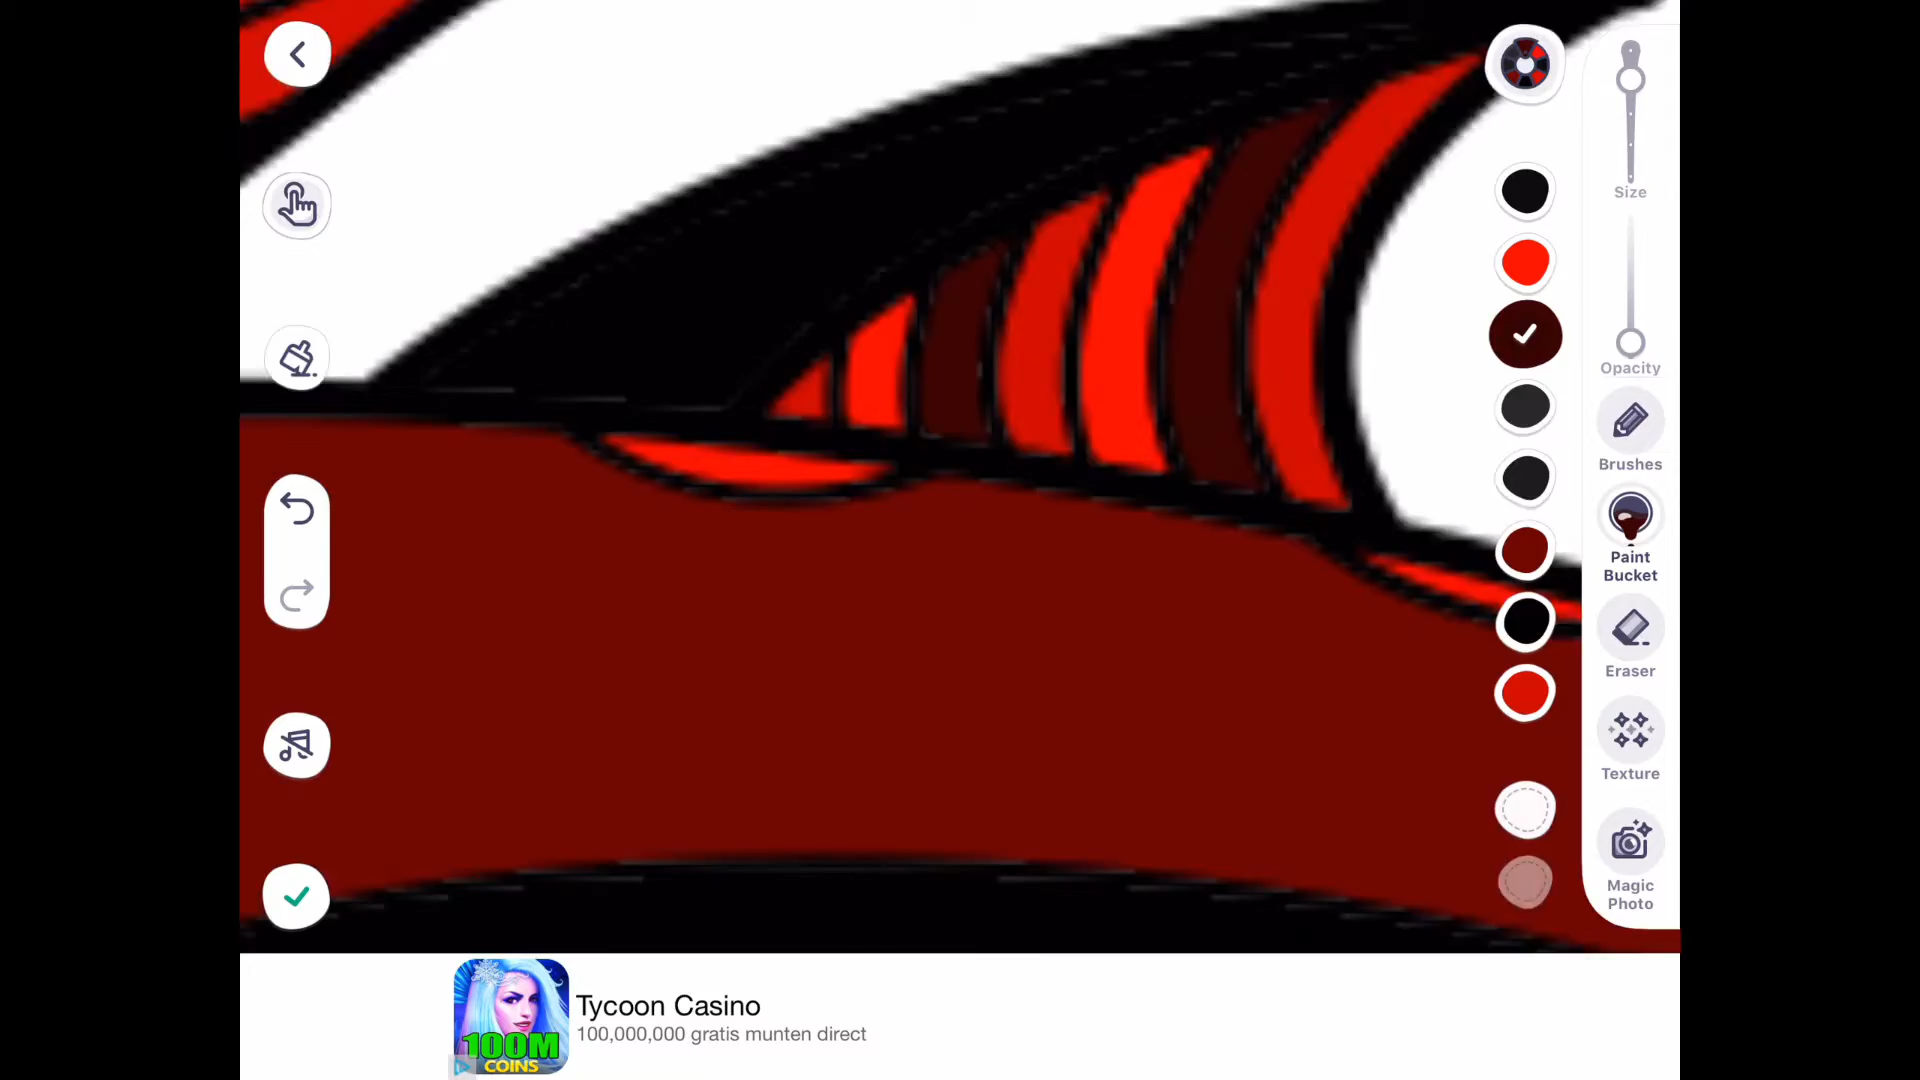 Size
Opacity
Brushes
Paint
Bucket
Eraser
Texture
Magic
Photo
100M
COINS
Tycoon Casino
100,000,000 gratis munten direct